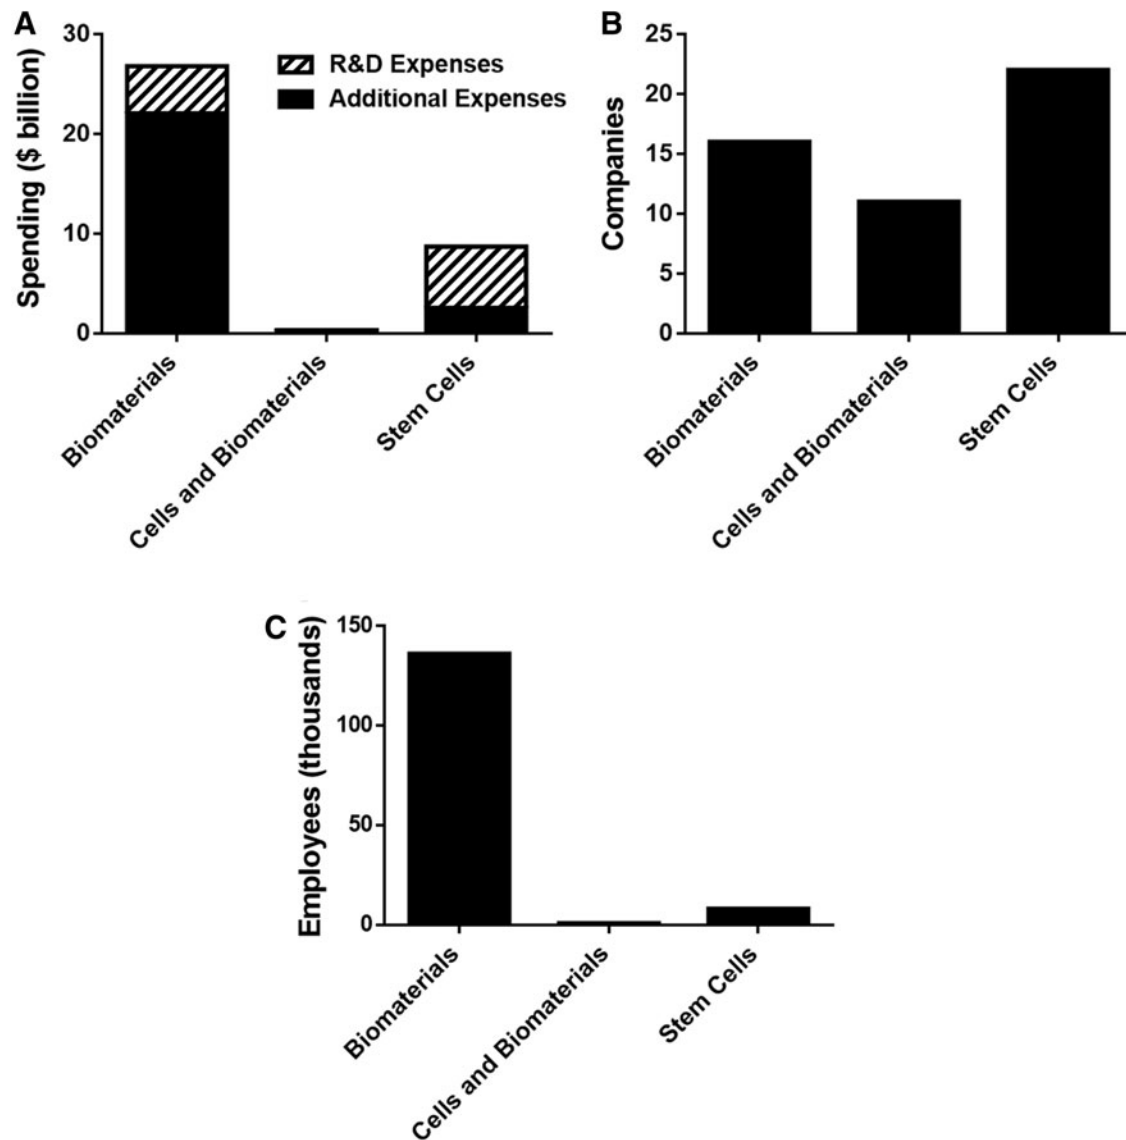 A
Spending ($ billion)
30
20
10
0
R&D Expenses
Additional Expenses
Biomaterials
Cells and Biomaterials
Stem Cells
B
Companies
25
20
15
10
5
0
Biomaterials
Cells and Biomaterials
Stem Cells
C
Employees (thousands)
150
100
50
0
Biomaterials
Cells and Biomaterials
Stem Cells